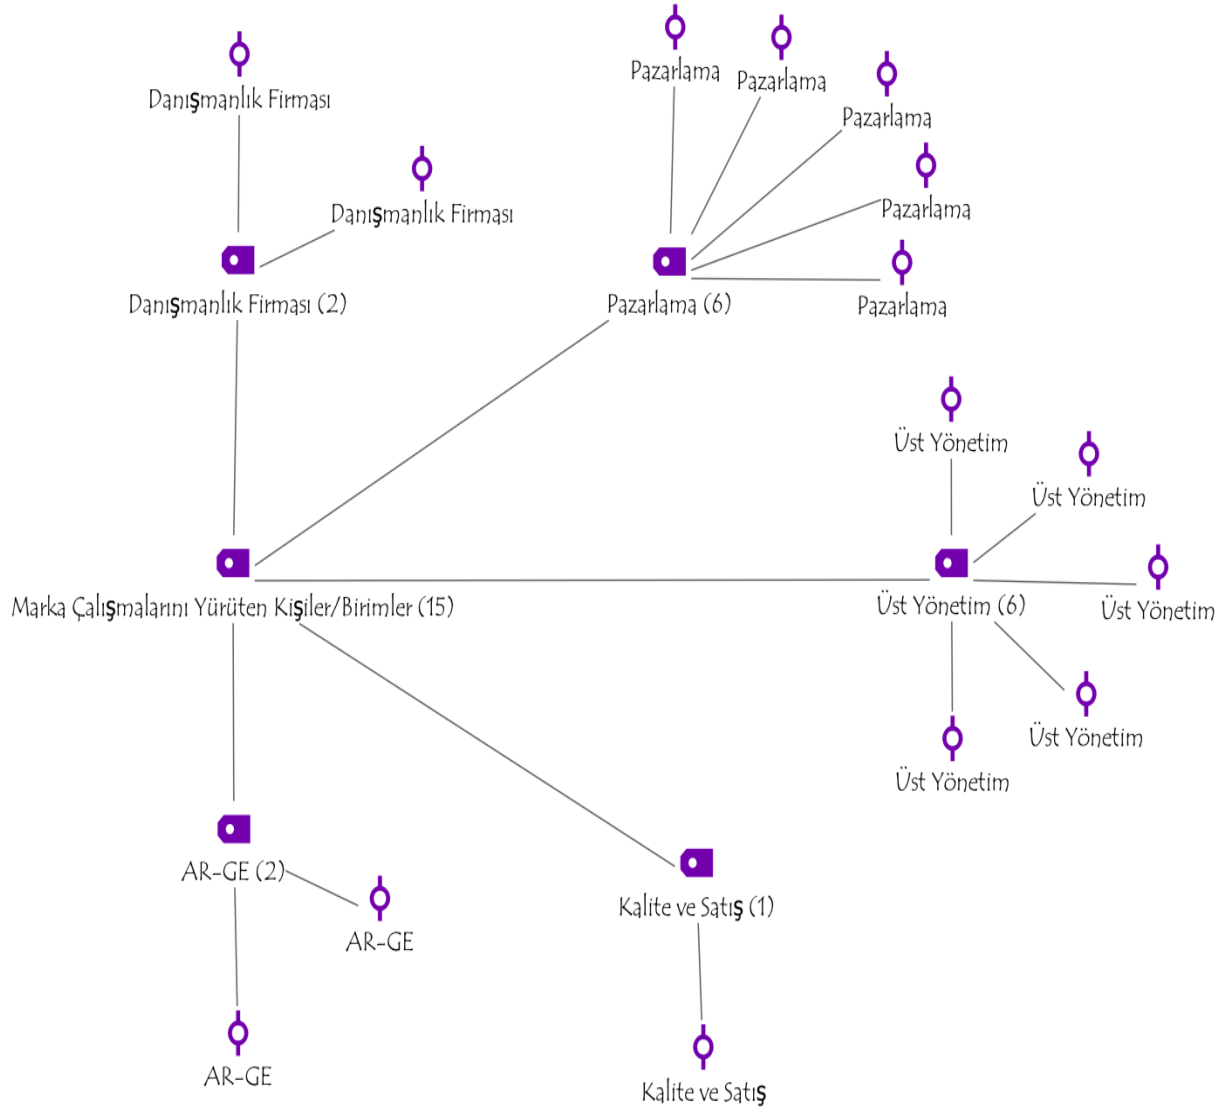 Pazarlama
Pazarlama
Danışmanlık Firması
Pazarlama
Pazarlama
Danışmanlık Firması
Danışmanlık Firması (2)
Pazarlama (6)
Pazarlama
Üst Yönetim
Üst Yönetim
Marka Çalışmalarını Yürüten Kişiler/Birimler (15)
Üst Yönetim (6)
Üst Yönetim
Üst Yönetim
Üst Yönetim
AR-GE (2)
Kalite ve Satış (1)
AR-GE
AR-GE
Kalite ve Satış